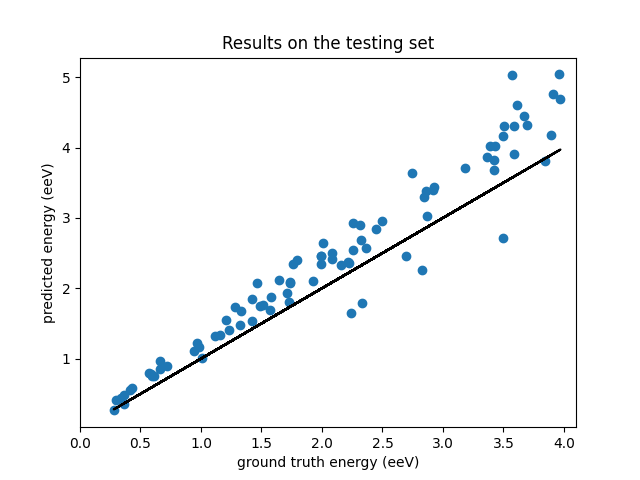 Results on the testing set
predicted energy (eeV)
5
4
3
2
1
0.0 0.5 1.0 1.5 2.0 2.5 3.0 3.5 4.0
ground truth energy (eeV)